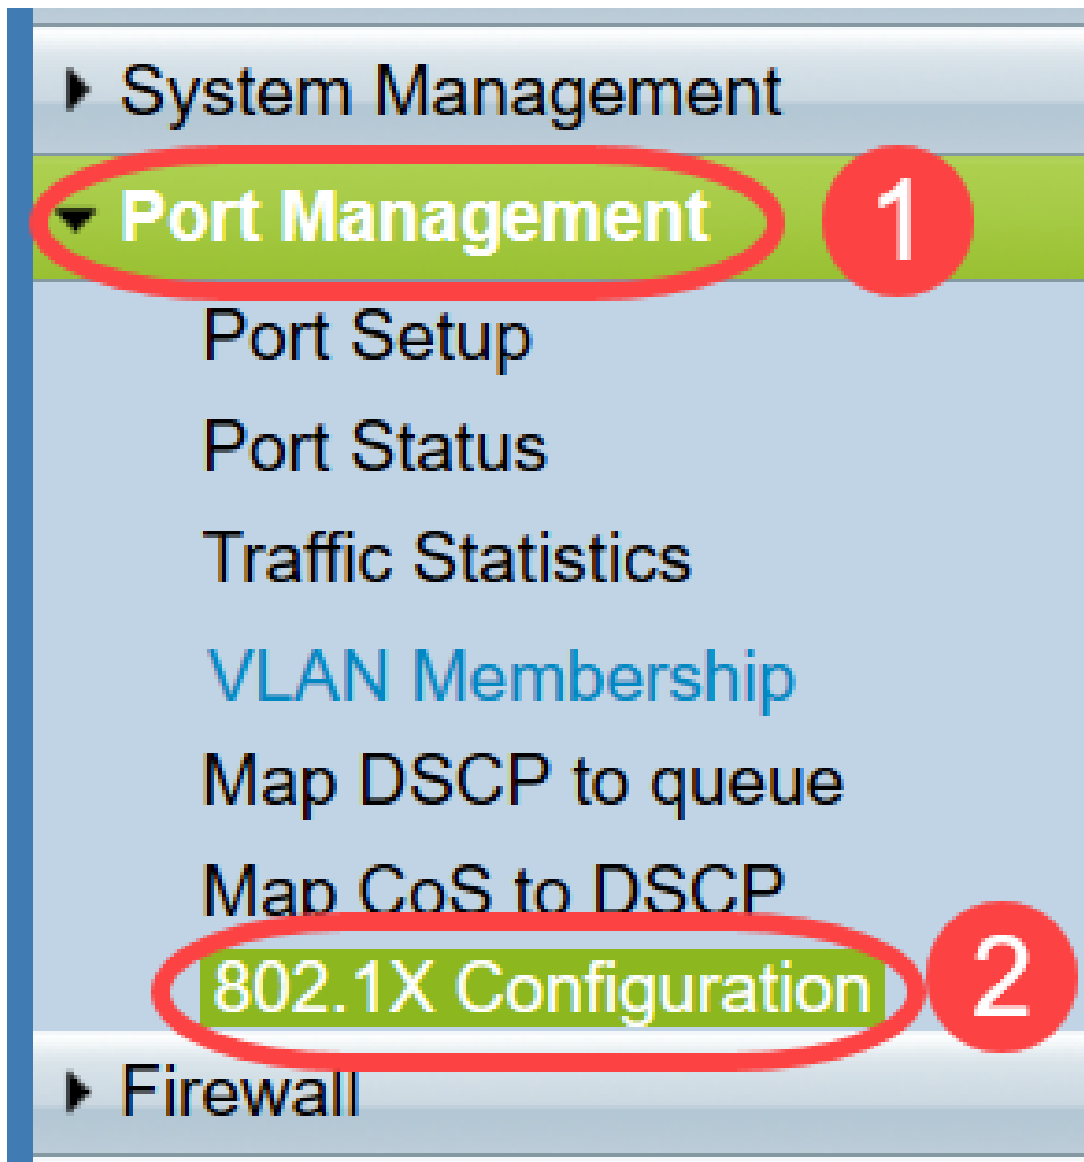 System Management
Port Management 1
Port Setup
Port Status
Traffic Statistics
VLAN Membership
Map DSCP to queue
Map CoS to DSCP
802.1X Configuration 2
Firewall